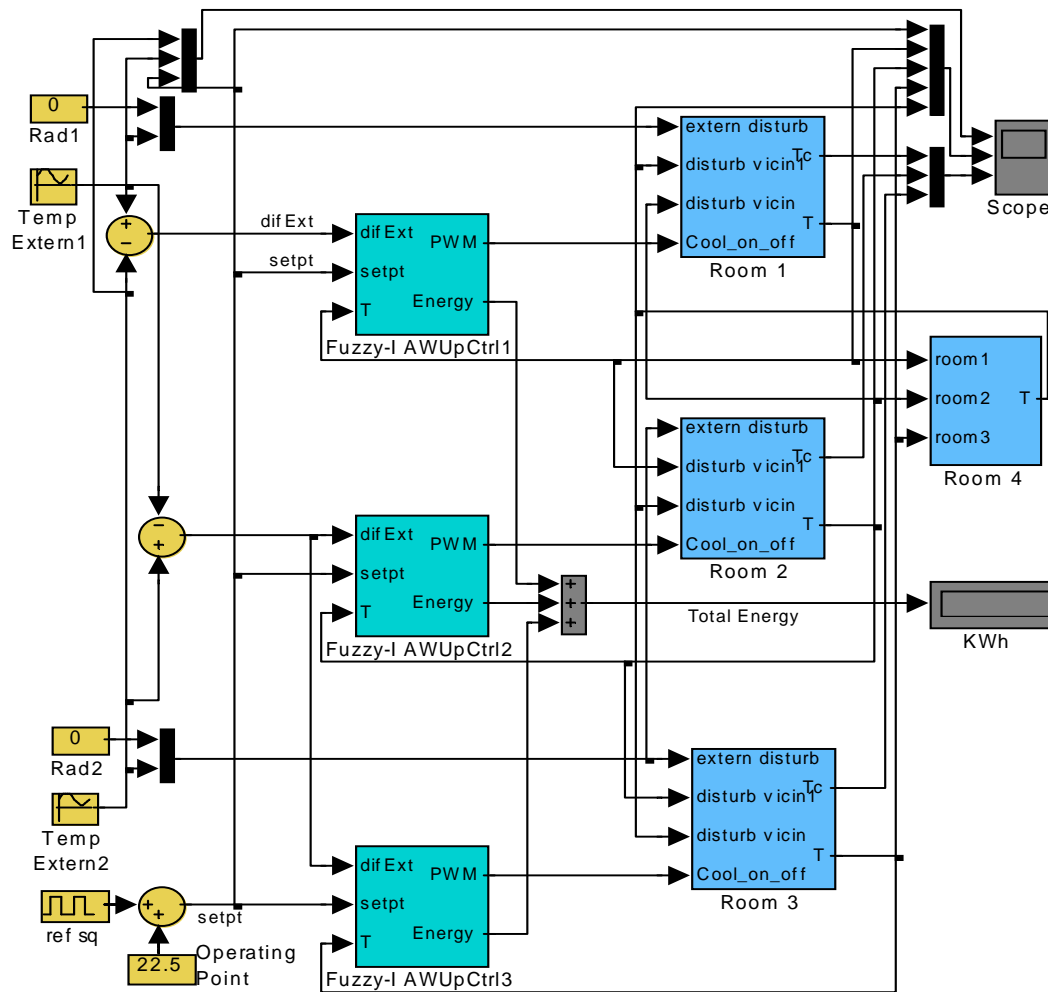 0
Rad1
Temp
Extern1
+
−
difExt
setpt
difExt
setpt
T
PWM
Energy
Fuzzy-I AWUpCtrl1
extern disturb
disturb vicin1
disturb vicin
Cool_on_off
Tc
T
Room 1
Scope
room1
room2
room3
T
Room 4
extern disturb
disturb vicin1
disturb vicin
Cool_on_off
Tc
T
Room 2
−
+
difExt
setpt
T
PWM
Energy
Fuzzy-I AWUpCtrl2
+
+
+
Total Energy
KWh
0
Rad2
Temp
Extern2
extern disturb
disturb vicin1
disturb vicin
Cool_on_off
Tc
T
Room 3
difExt
setpt
T
PWM
Energy
Fuzzy-I AWUpCtrl3
ref sq
+
+
setpt
22.5
Operating
Point